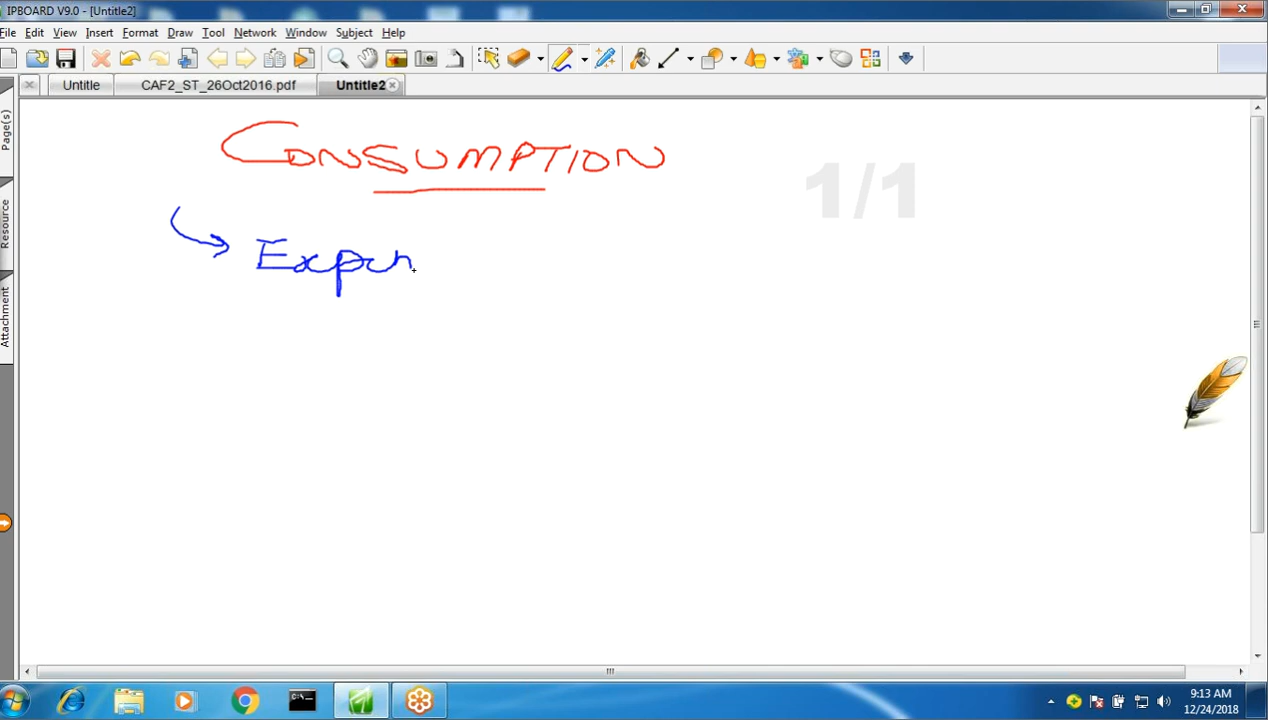 IPBOARD V9.0 - [Untitle2]
File Edit View Insert Format Draw Tool Network Window Subject Help
Untitle CAF2_ST_26Oct2016.pdf Untitle2
Page(s)
Resource
Attachment
CONSUMPTION
1/1
Expen
9:13 AM
12/24/2018